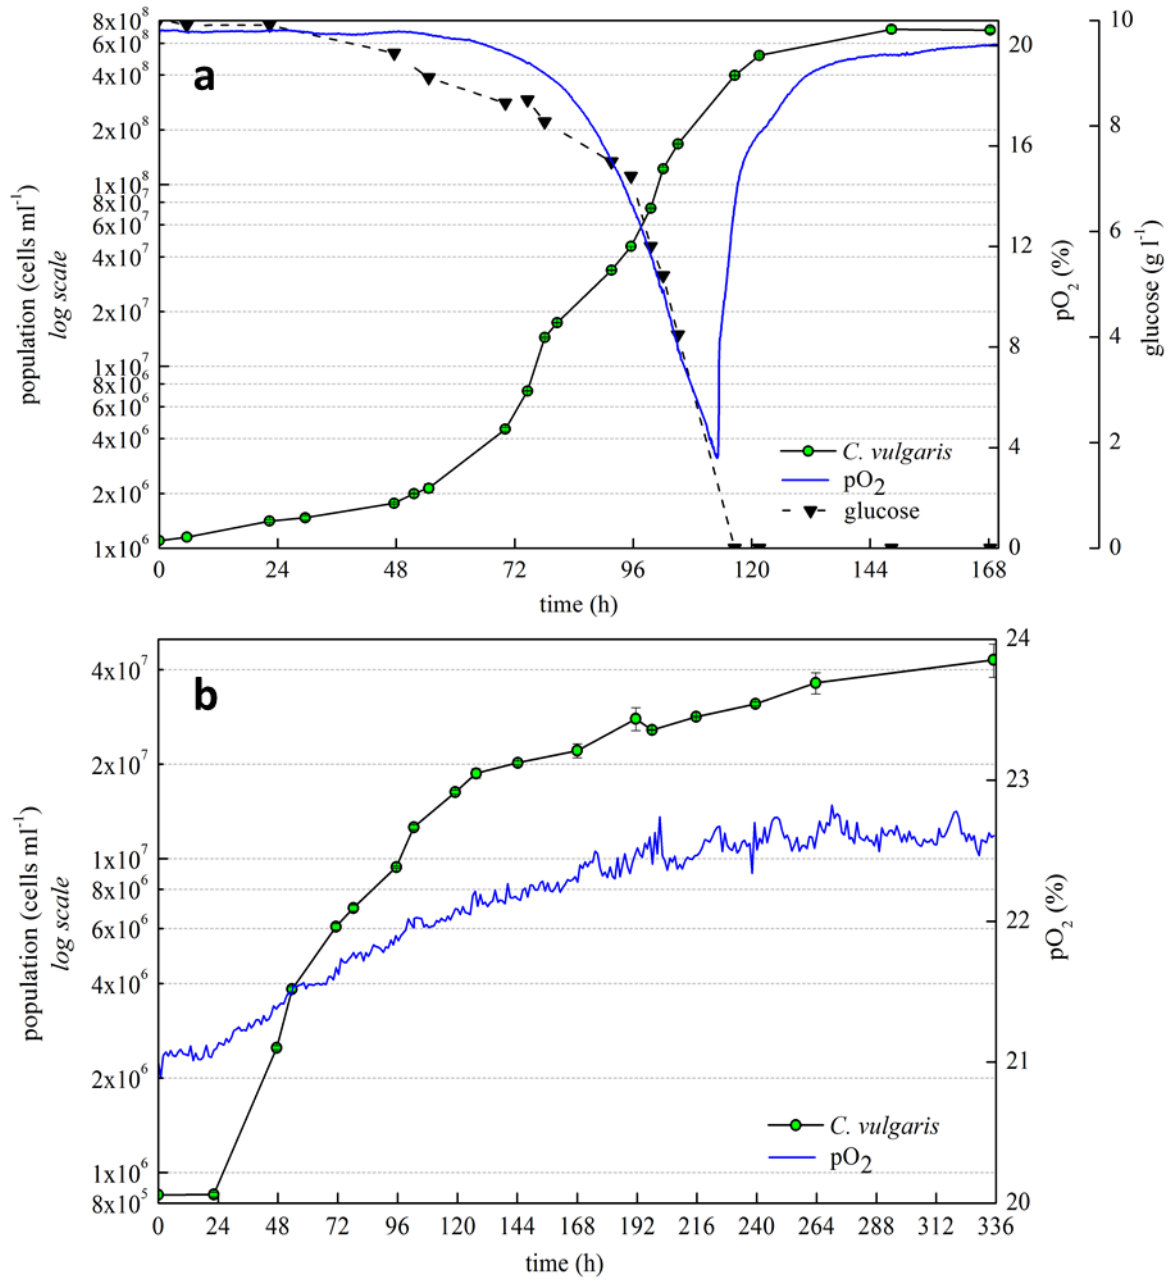 a
8x10⁸
6x10⁸
4x10⁸
2x10⁸
1x10⁸
8x10⁷
6x10⁷
4x10⁷
2x10⁷
1x10⁷
8x10⁶
6x10⁶
4x10⁶
2x10⁶
1x10⁶
population (cells ml⁻¹)
log scale
20
16
12
8
4
0
pO₂ (%)
10
8
6
4
2
0
glucose (g l⁻¹)
C. vulgaris
pO₂
glucose
0 24 48 72 96 120 144 168
time (h)
b
4x10⁷
2x10⁷
1x10⁷
8x10⁶
6x10⁶
4x10⁶
2x10⁶
1x10⁶
8x10⁵
population (cells ml⁻¹)
log scale
24
23
22
21
20
pO₂ (%)
C. vulgaris
pO₂
0 24 48 72 96 120 144 168 192 216 240 264 288 312 336
time (h)